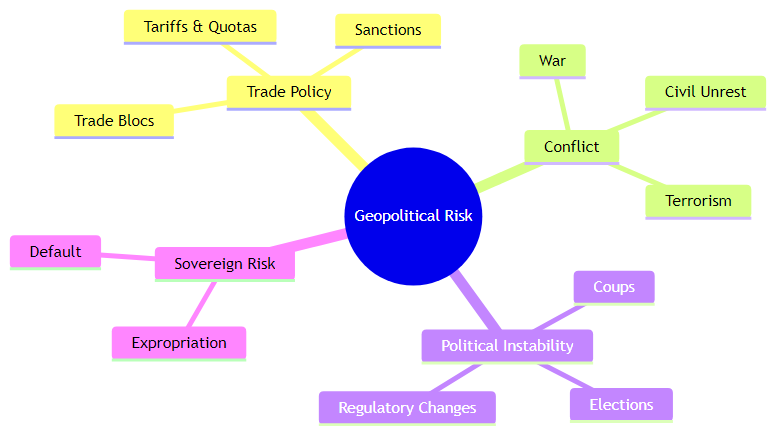 Tariffs & Quotas
Sanctions
Trade Policy
Trade Blocs
War
Civil Unrest
Conflict
Terrorism
Geopolitical Risk
Default
Sovereign Risk
Expropriation
Coups
Political Instability
Regulatory Changes
Elections